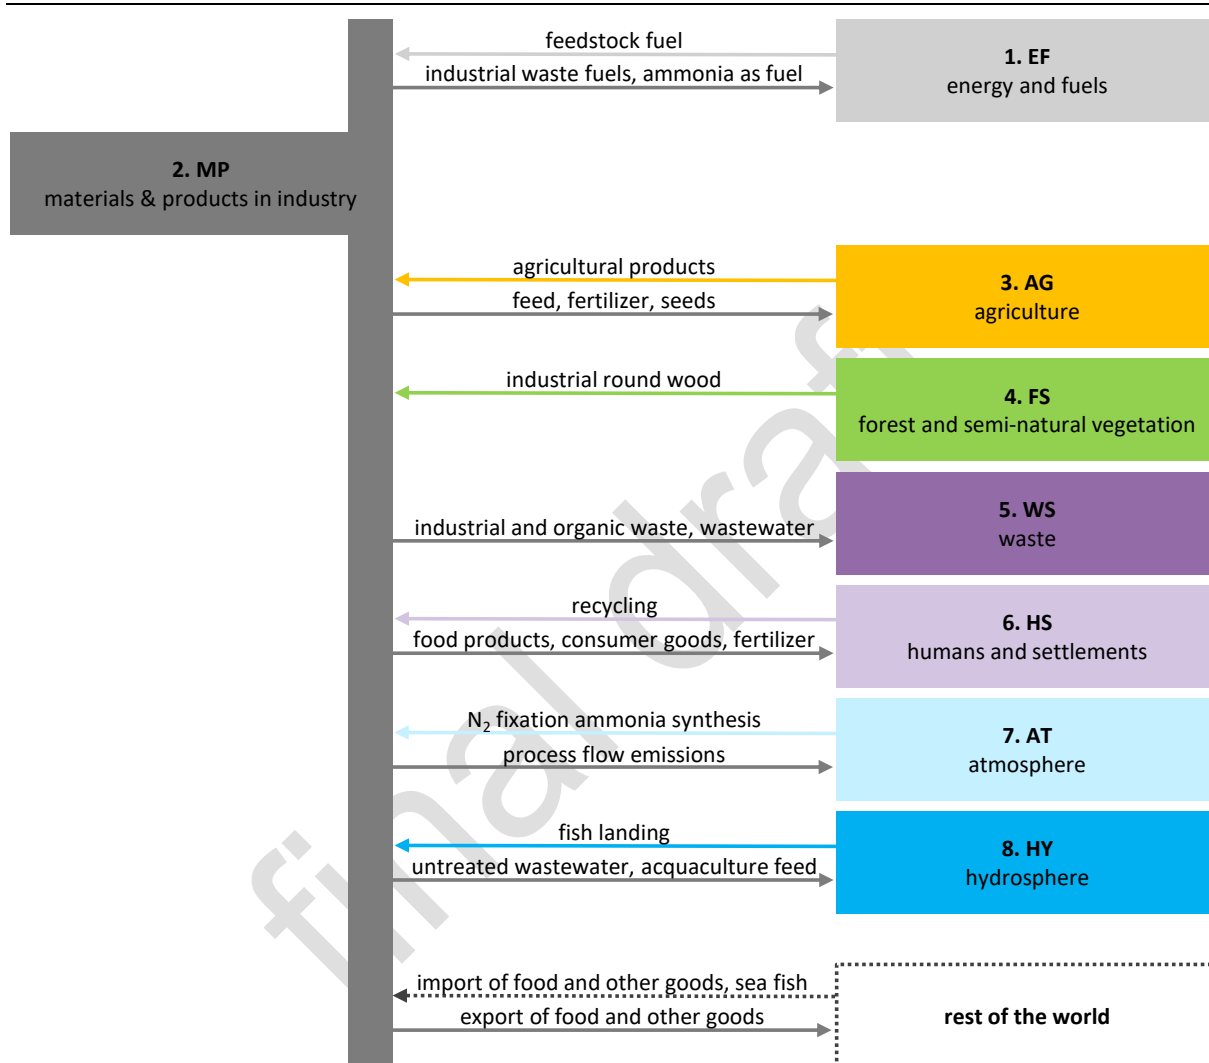 feedstock fuel
industrial waste fuels, ammonia as fuel
1. EF
energy and fuels
2. MP
materials & products in industry
agricultural products
feed, fertilizer, seeds
3. AG
agriculture
industrial round wood
4. FS
forest and semi-natural vegetation
industrial and organic waste, wastewater
5. WS
waste
recycling
food products, consumer goods, fertilizer
6. HS
humans and settlements
N₂ fixation ammonia synthesis
process flow emissions
7. AT
atmosphere
fish landing
untreated wastewater, acquaculture feed
8. HY
hydrosphere
import of food and other goods, sea fish
export of food and other goods
rest of the world
final draft